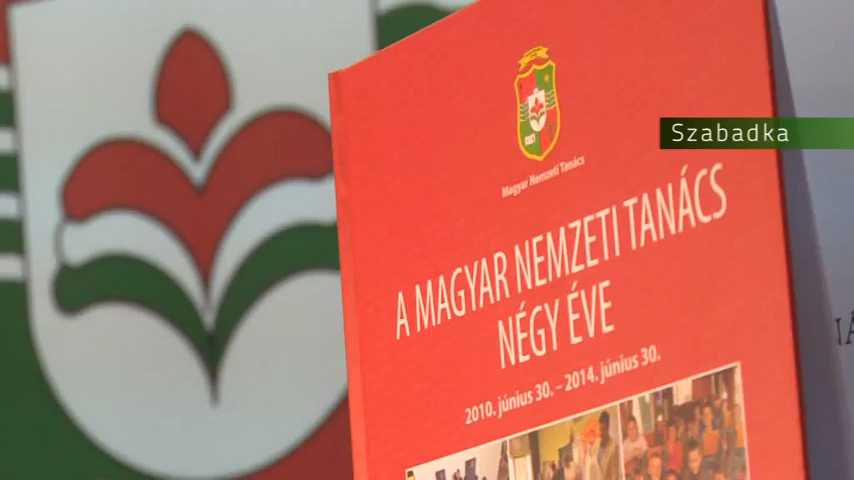 Szabadka
Magyar Nemzeti Tanács
A MAGYAR NEMZETI TANÁCS
NÉGY ÉVE
2010. június 30. – 2014. június 30.